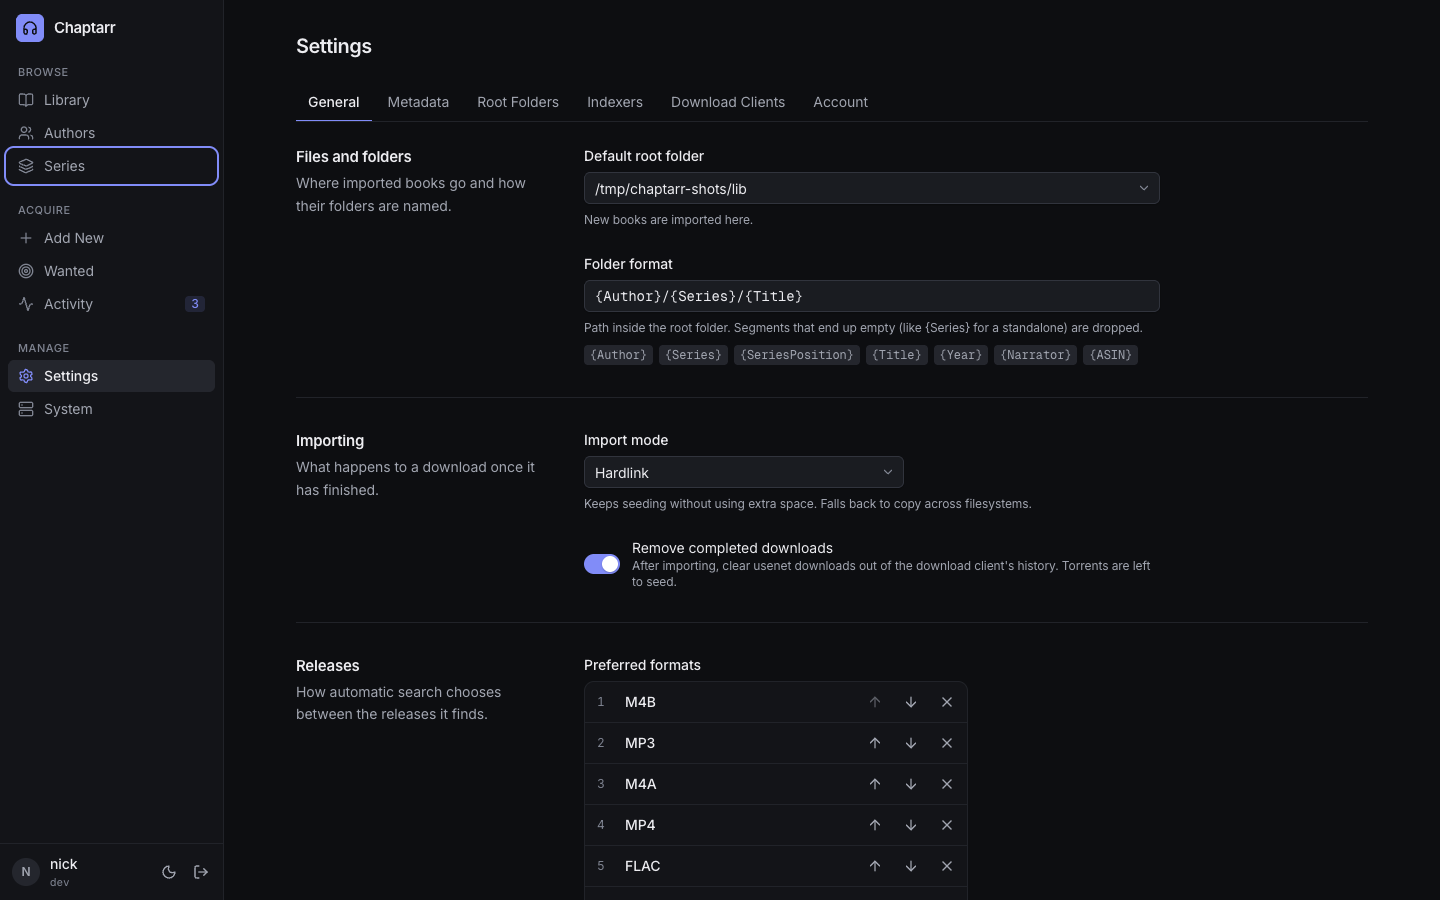 Chaptarr
BROWSE
Library
Authors
Series
ACQUIRE
Add New
Wanted
Activity 3
MANAGE
Settings
System
N
nick
dev
Settings
General Metadata Root Folders Indexers Download Clients Account
Files and folders
Where imported books go and how
their folders are named.
Default root folder
/tmp/chaptarr-shots/lib
New books are imported here.
Folder format
{Author}/{Series}/{Title}
Path inside the root folder. Segments that end up empty (like {Series} for a standalone) are dropped.
{Author} {Series} {SeriesPosition} {Title} {Year} {Narrator} {ASIN}
Importing
What happens to a download once it
has finished.
Import mode
Hardlink
Keeps seeding without using extra space. Falls back to copy across filesystems.
Remove completed downloads
After importing, clear usenet downloads out of the download client's history. Torrents are left
to seed.
Releases
How automatic search chooses
between the releases it finds.
Preferred formats
1 M4B
2 MP3
3 M4A
4 MP4
5 FLAC